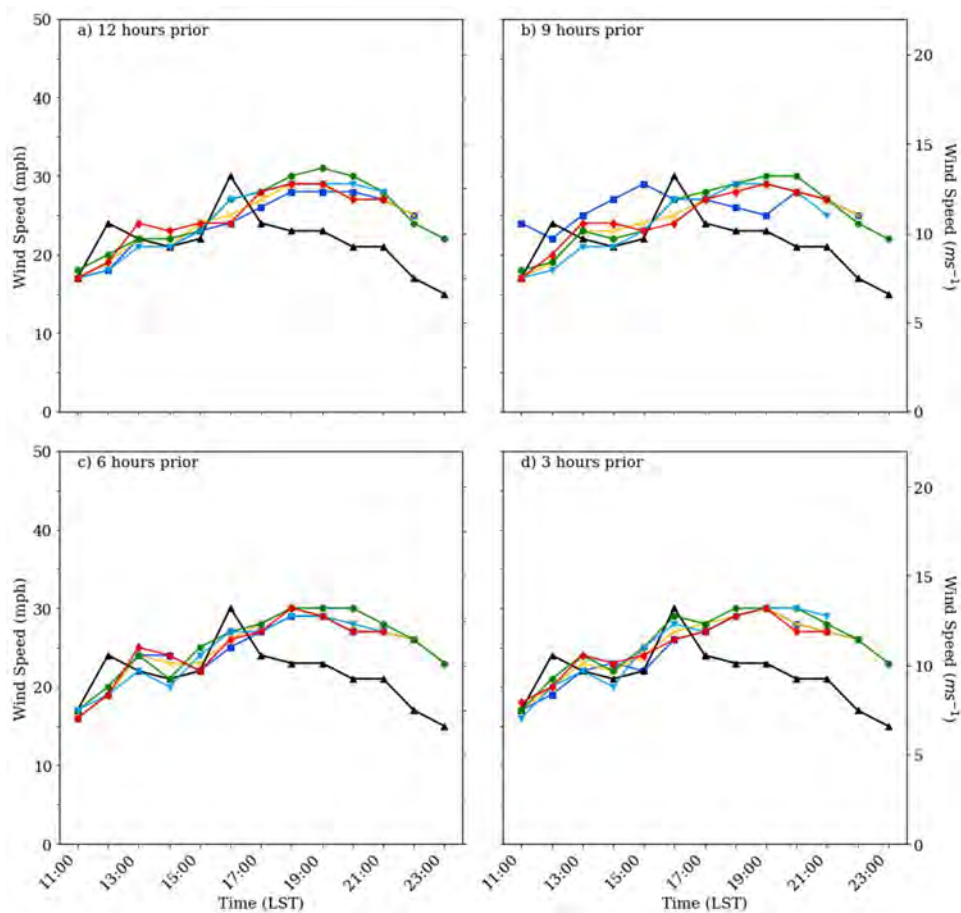 a) 12 hours prior
b) 9 hours prior
50
40
30
20
10
0
Wind Speed (mph)
20
15
10
5
0
Wind Speed (ms⁻¹)
c) 6 hours prior
d) 3 hours prior
50
40
30
20
10
0
Wind Speed (mph)
20
15
10
5
0
Wind Speed (ms⁻¹)
11:00 13:00 15:00 17:00 19:00 21:00 23:00
11:00 13:00 15:00 17:00 19:00 21:00 23:00
Time (LST)
Time (LST)